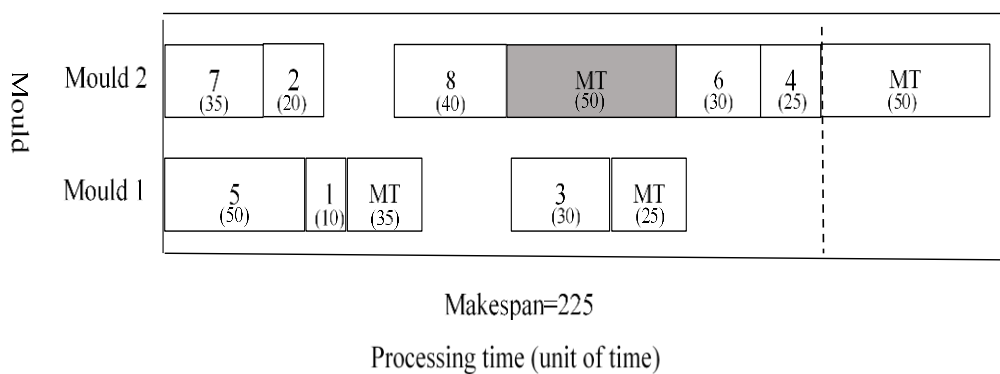 Mould
Mould 2
7
(35)
2
(20)
8
(40)
MT
(50)
6
(30)
4
(25)
MT
(50)
Mould 1
5
(50)
1
(10)
MT
(35)
3
(30)
MT
(25)
Makespan=225
Processing time (unit of time)